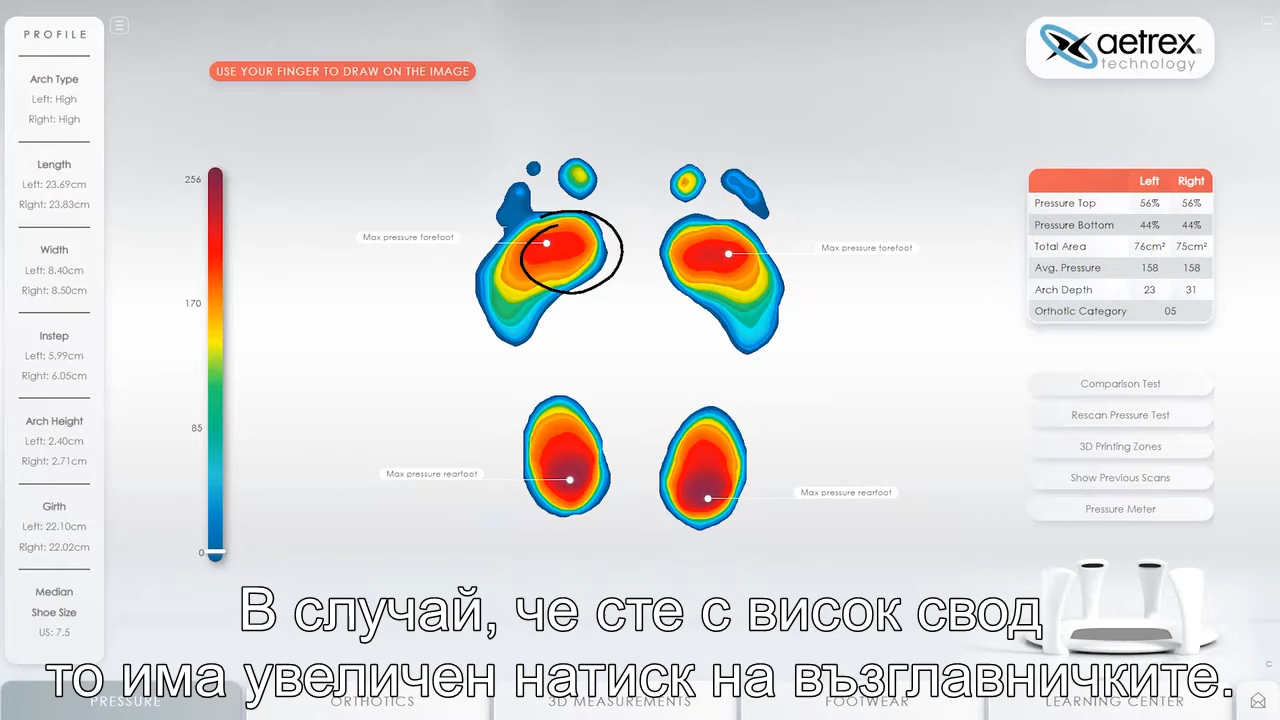 PROFILE
Arch Type
Left: High
Right: High
Length
Left: 23.69cm
Right: 23.83cm
Width
Left: 8.40cm
Right: 8.50cm
Instep
Left: 5.99cm
Right: 6.05cm
Arch Height
Left: 2.40cm
Right: 2.71cm
Girth
Left: 22.10cm
Right: 22.02cm
Median
Shoe Size
US: 7.5
USE YOUR FINGER TO DRAW ON THE IMAGE
256
170
85
0
Max pressure forefoot
Max pressure forefoot
Max pressure rearfoot
Max pressure rearfoot
aetrex
technology
Left Right
Pressure Top 56% 56%
Pressure Bottom 44% 44%
Total Area 76cm² 75cm²
Avg. Pressure 158 158
Arch Depth 23 31
Orthotic Category 05
Comparison Test
Rescan Pressure Test
3D Printing Zones
Show Previous Scans
Pressure Meter
В случай, че сте с висок свод
то има увеличен натиск на възглавничките.
PRESSURE
ORTHOTICS
3D MEASUREMENTS
FOOTWEAR
LEARNING CENTER
C